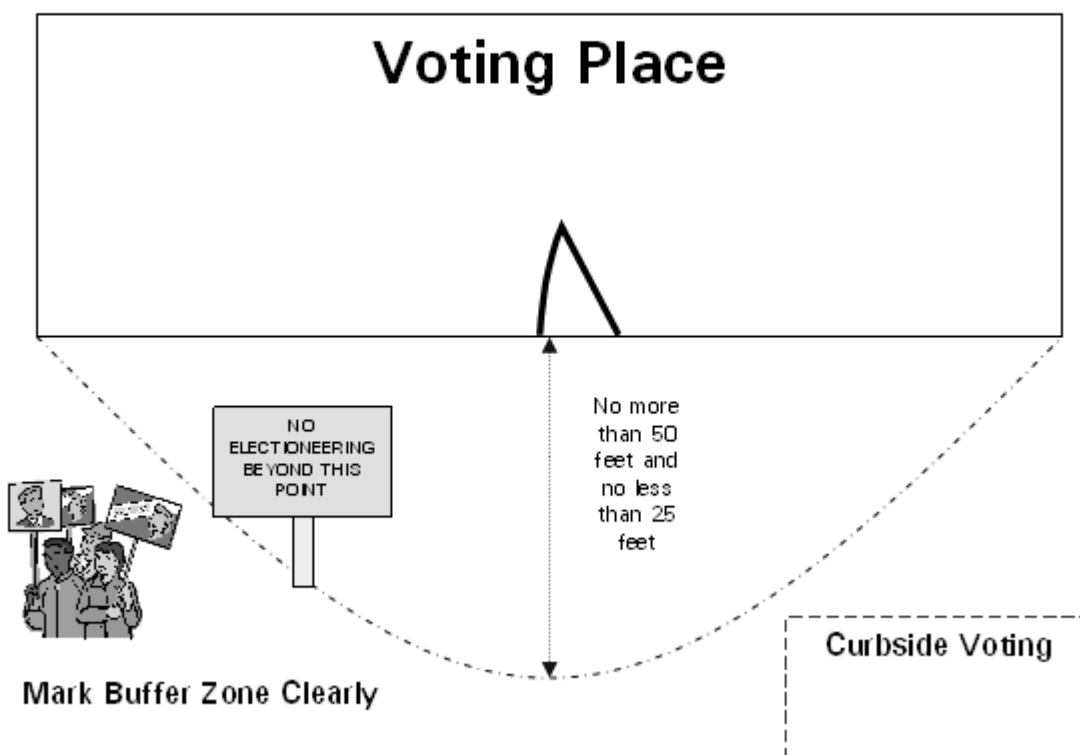 Voting Place
NO
ELECTIONEERING
BEYOND THIS
POINT
No more
than 50
feet and
no less
than 25
feet
Curbside Voting
Mark Buffer Zone Clearly